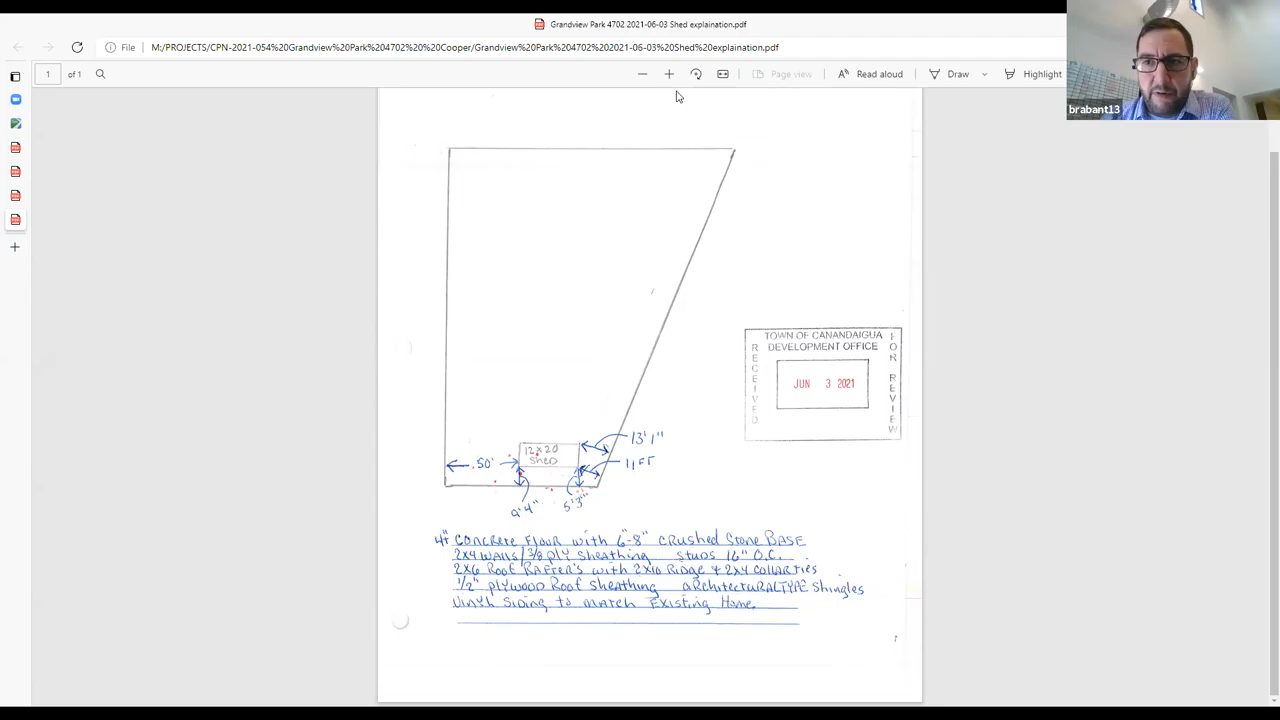 Grandview Park 4702 2021-06-03 Shed explaination.pdf
File M:/PROJECTS/CPN-2021-054%20Grandview%20Park%204702%20%20Cooper/Grandview%20Park%204702%202021-06-03%20Shed%20explaination.pdf
1 of 1 Page view Read aloud Draw Highlight
brabant13
TOWN OF CANANDAIGUA
DEVELOPMENT OFFICE
RECEIVED
FOR REVIEW
JUN 3 2021
12x20
Shed
13'1"
11 FT
.50'
9'4"
5'3"
4" CONCRETE FLOOR with 6"-8" CRUSHED STONE BASE
2x4 WALLS / 3/8 ply Sheathing STUDS 16" O.C.
2x6 ROOF RAFTER'S with 2x10 RIDGE & 2x4 COLLAR TIES
1/2" PLYWOOD ROOF Sheathing ARCHITECTURAL TYPE Shingles
VINYL SIDING to MATCH EXISTING HOME.